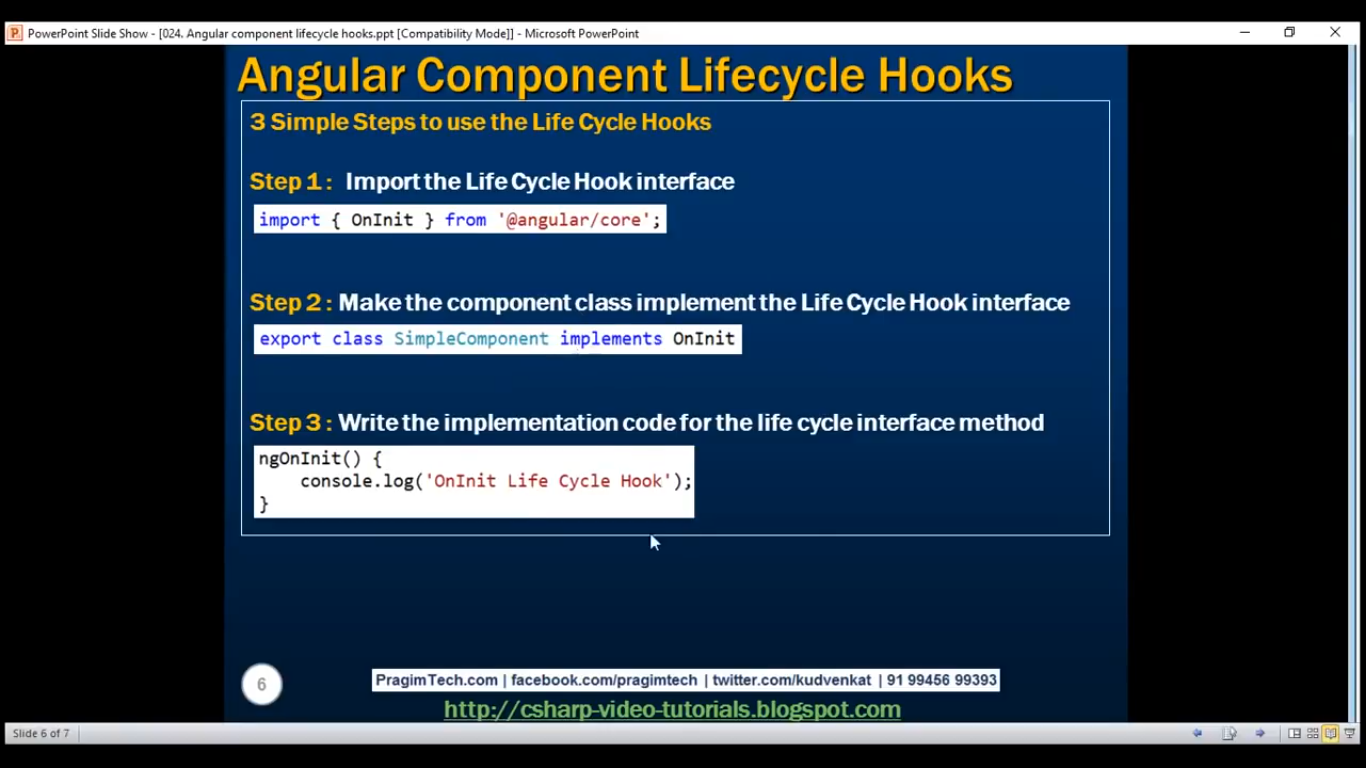 PowerPoint Slide Show - [024. Angular component lifecycle hooks.ppt [Compatibility Mode]] - Microsoft PowerPoint
Angular Component Lifecycle Hooks
3 Simple Steps to use the Life Cycle Hooks
Step 1 : Import the Life Cycle Hook interface
import { OnInit } from '@angular/core';
Step 2 : Make the component class implement the Life Cycle Hook interface
export class SimpleComponent implements OnInit
Step 3 : Write the implementation code for the life cycle interface method
ngOnInit() {
console.log('OnInit Life Cycle Hook');
}
6
PragimTech.com | facebook.com/pragimtech | twitter.com/kudvenkat | 91 99456 99393
http://csharp-video-tutorials.blogspot.com
Slide 6 of 7